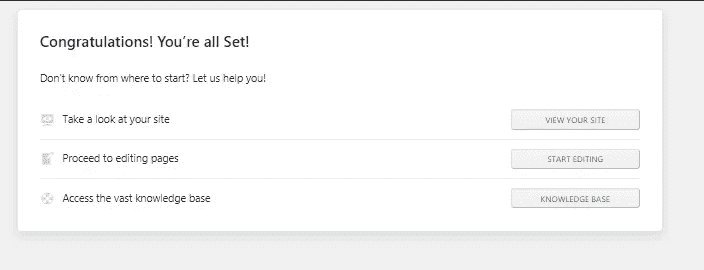 Congratulations! You’re all Set!
Don't know from where to start? Let us help you!
Take a look at your site
VIEW YOUR SITE
Proceed to editing pages
START EDITING
Access the vast knowledge base
KNOWLEDGE BASE